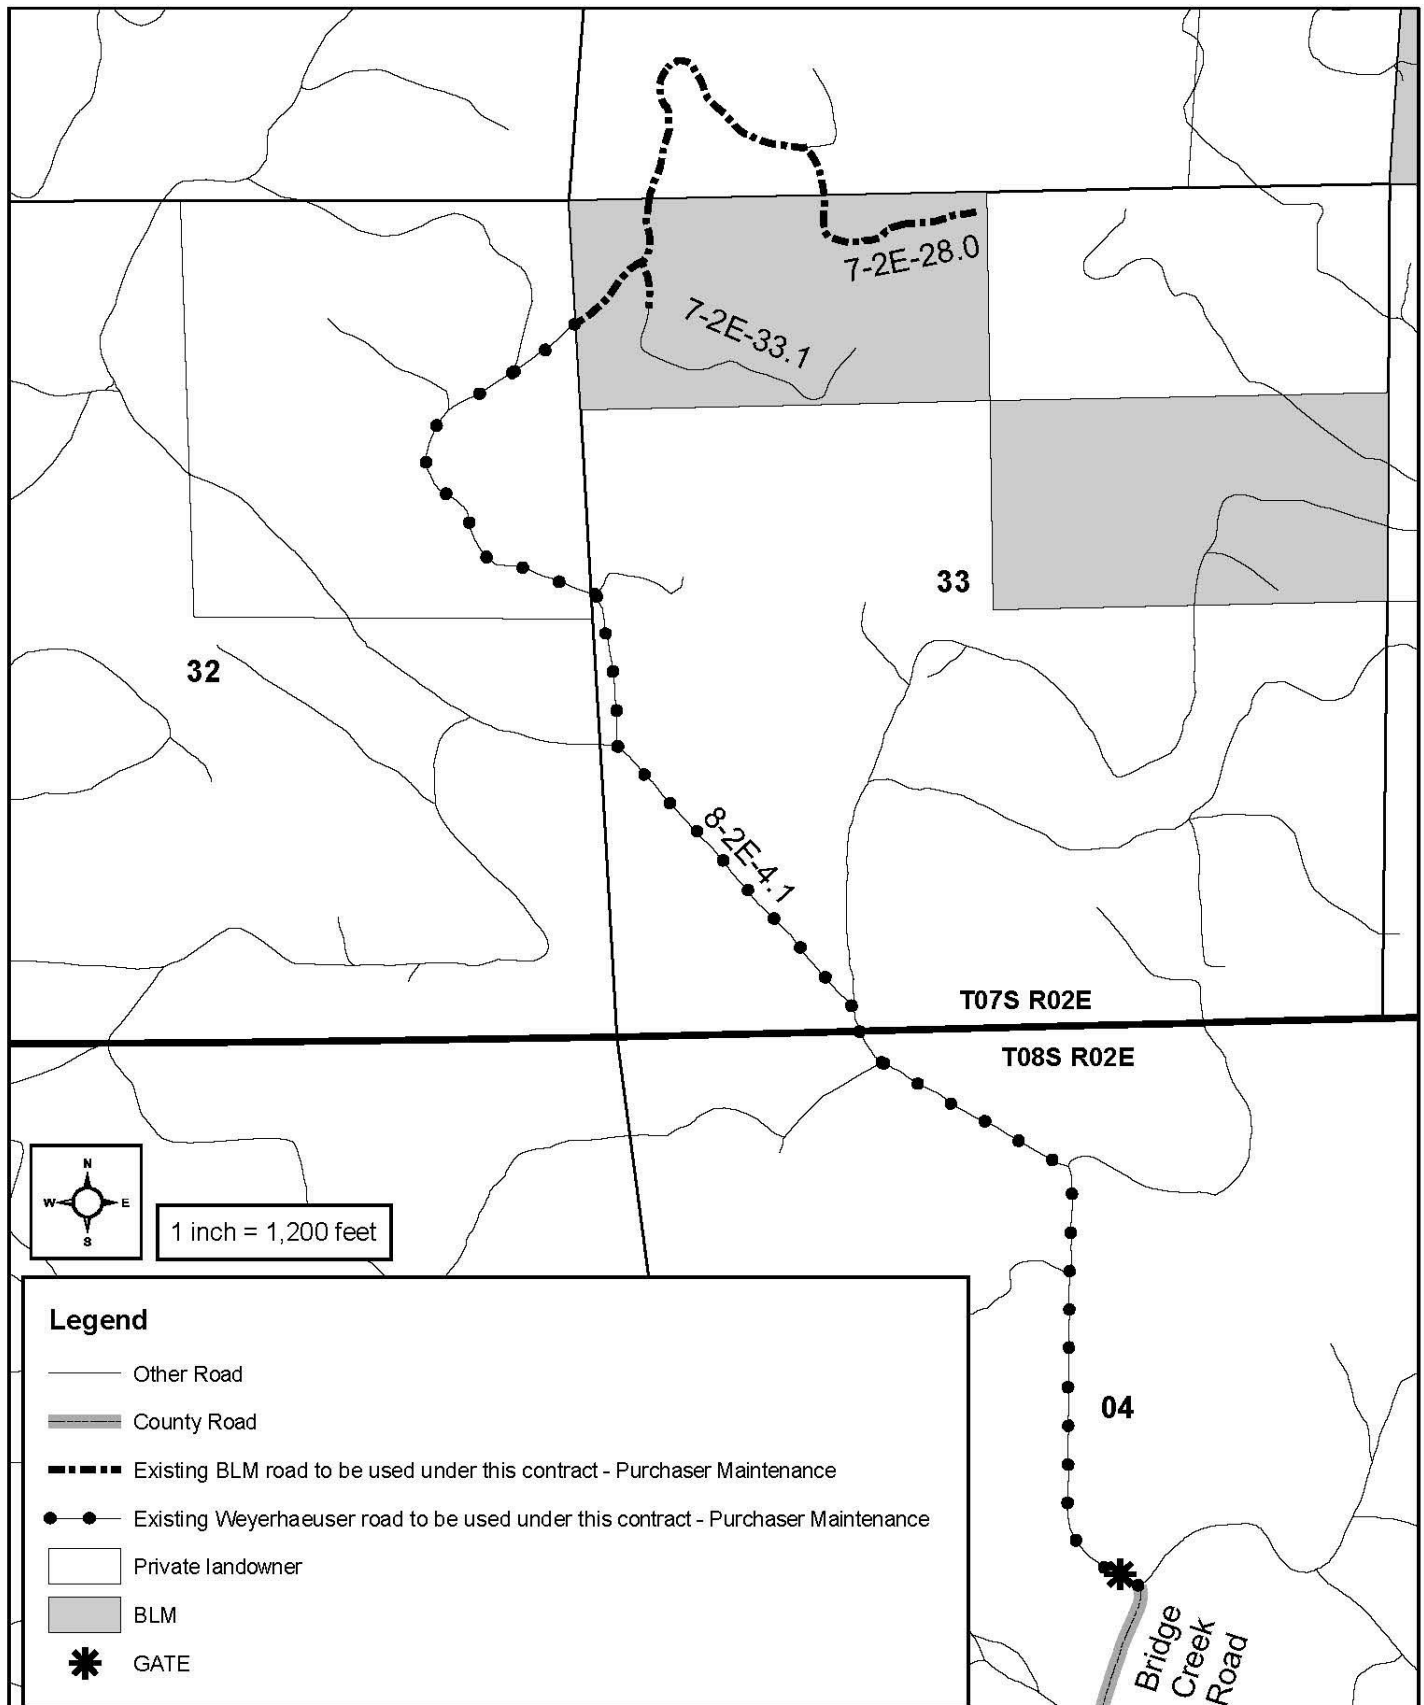 7-2E-28.0
7-2E-33.1
33
32
8-2E-4.1
T07S R02E
T08S R02E
N
W E
S
1 inch = 1,200 feet
04
Legend
Other Road
County Road
Existing BLM road to be used under this contract - Purchaser Maintenance
Existing Weyerhaeuser road to be used under this contract - Purchaser Maintenance
Private landowner
BLM
GATE
Bridge
Creek
Road